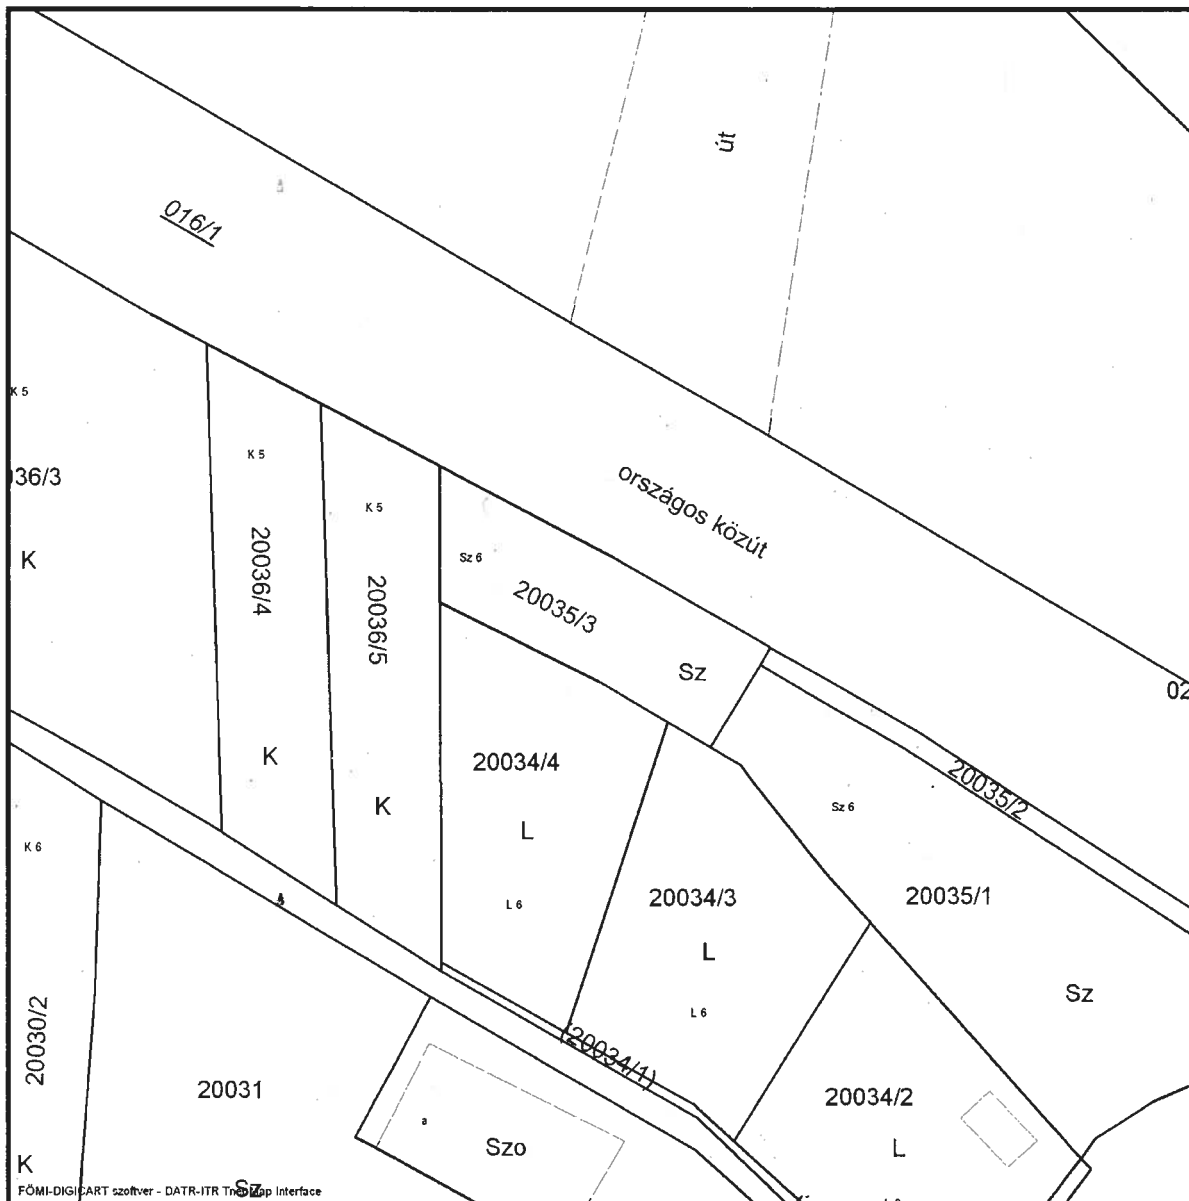 út
016/1
K 5
36/3
K
K 5
20036/4
K
K 5
20036/5
K
országos közút
Sz 6
20035/3
Sz
02
20034/4
L
L 6
20035/2
Sz 6
20035/1
Sz
20034/3
L
L 6
K 6
20030/2
K
20031
Sz
(20034/1)
a
Szo
20034/2
L
FÖMI-DIGICART szoftver - DATR-ITR Interface